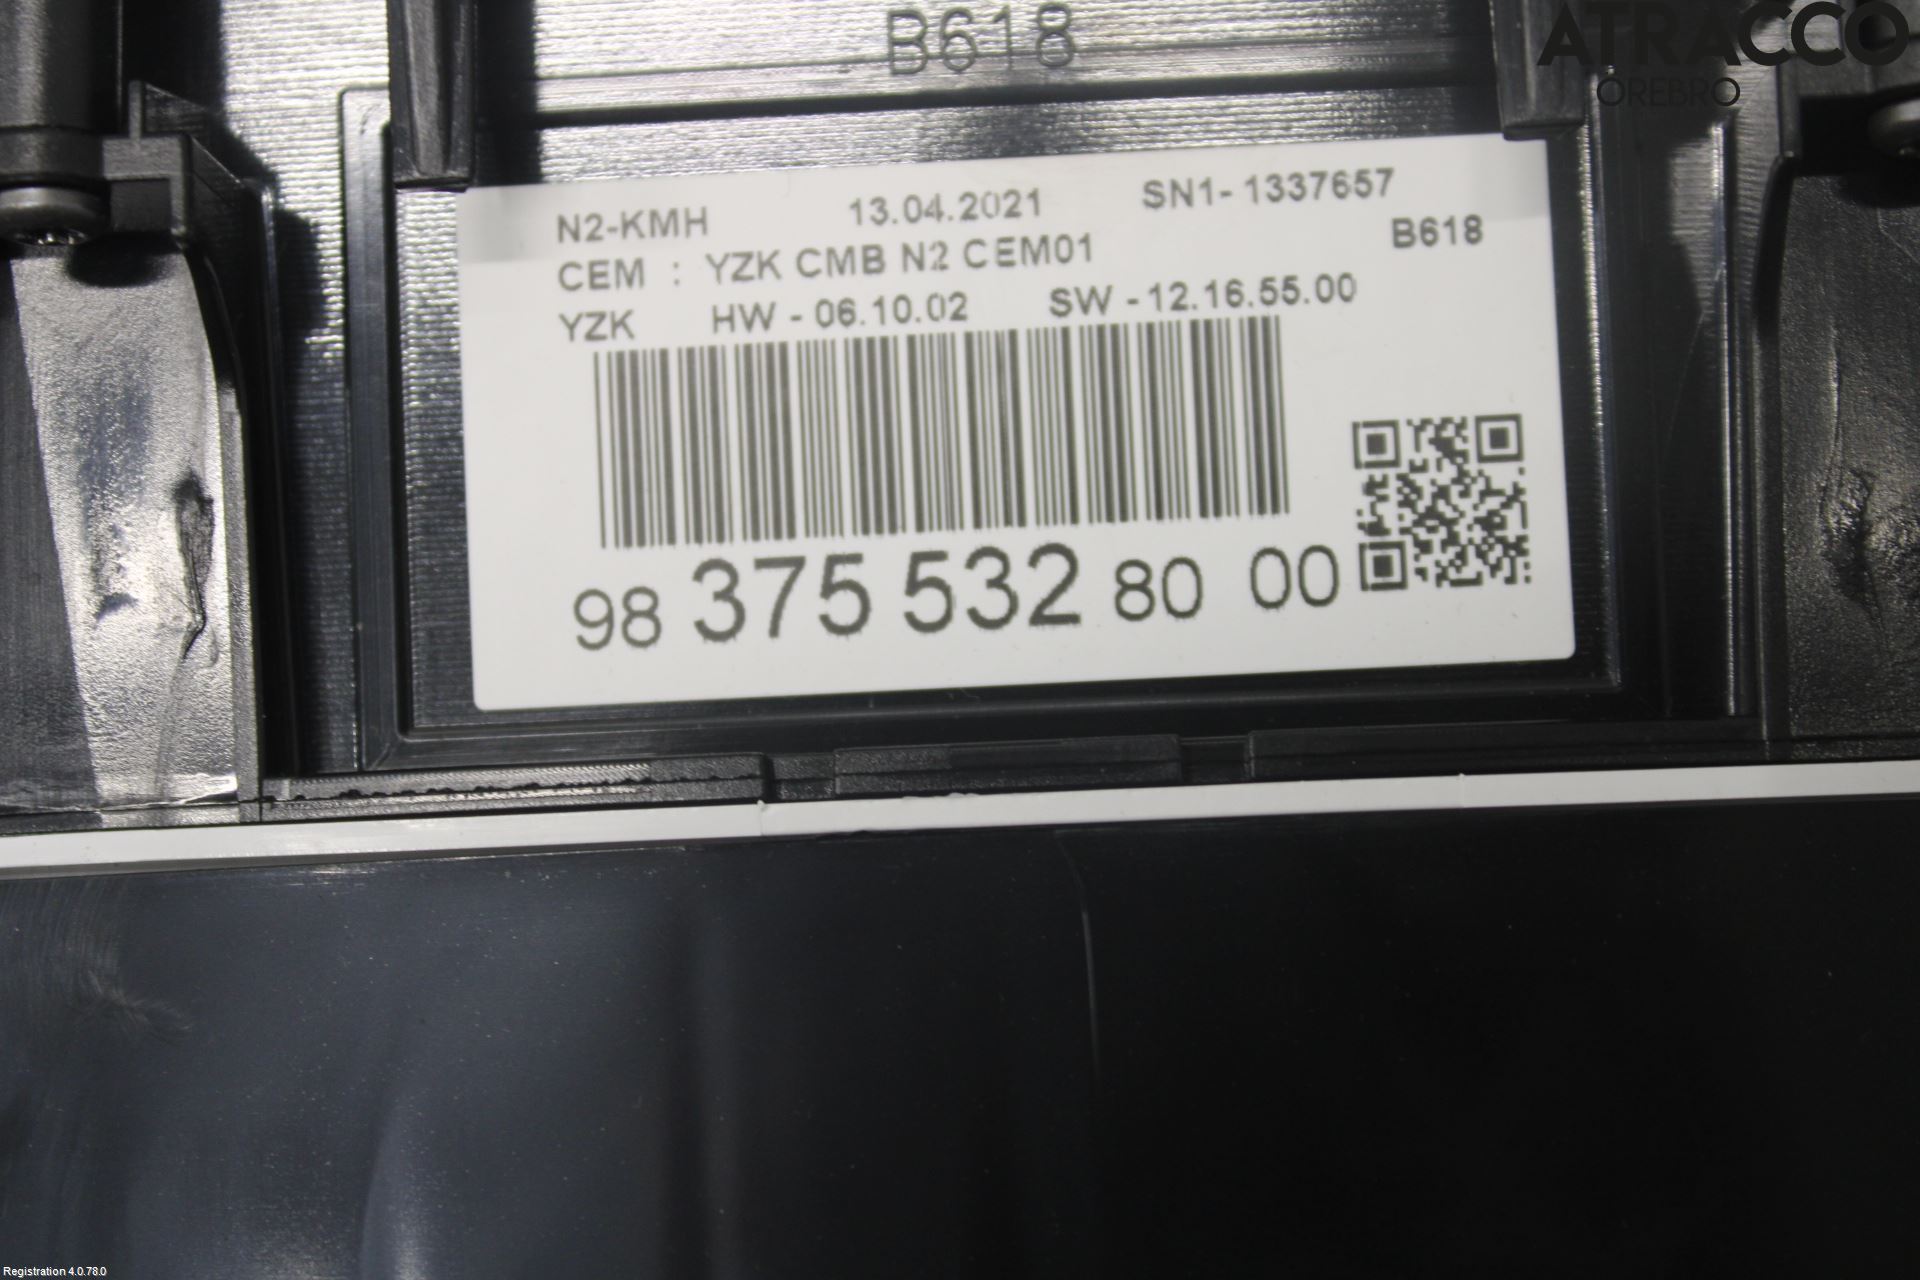 B618
ATRACCO
ÖREBRO
N2-KMH 13.04.2021 SN1- 1337657
CEM : YZK CMB N2 CEM01 B618
YZK HW - 06.10.02 SW - 12.16.55.00
98 375 532 80 00
Registration 4.0.78.0